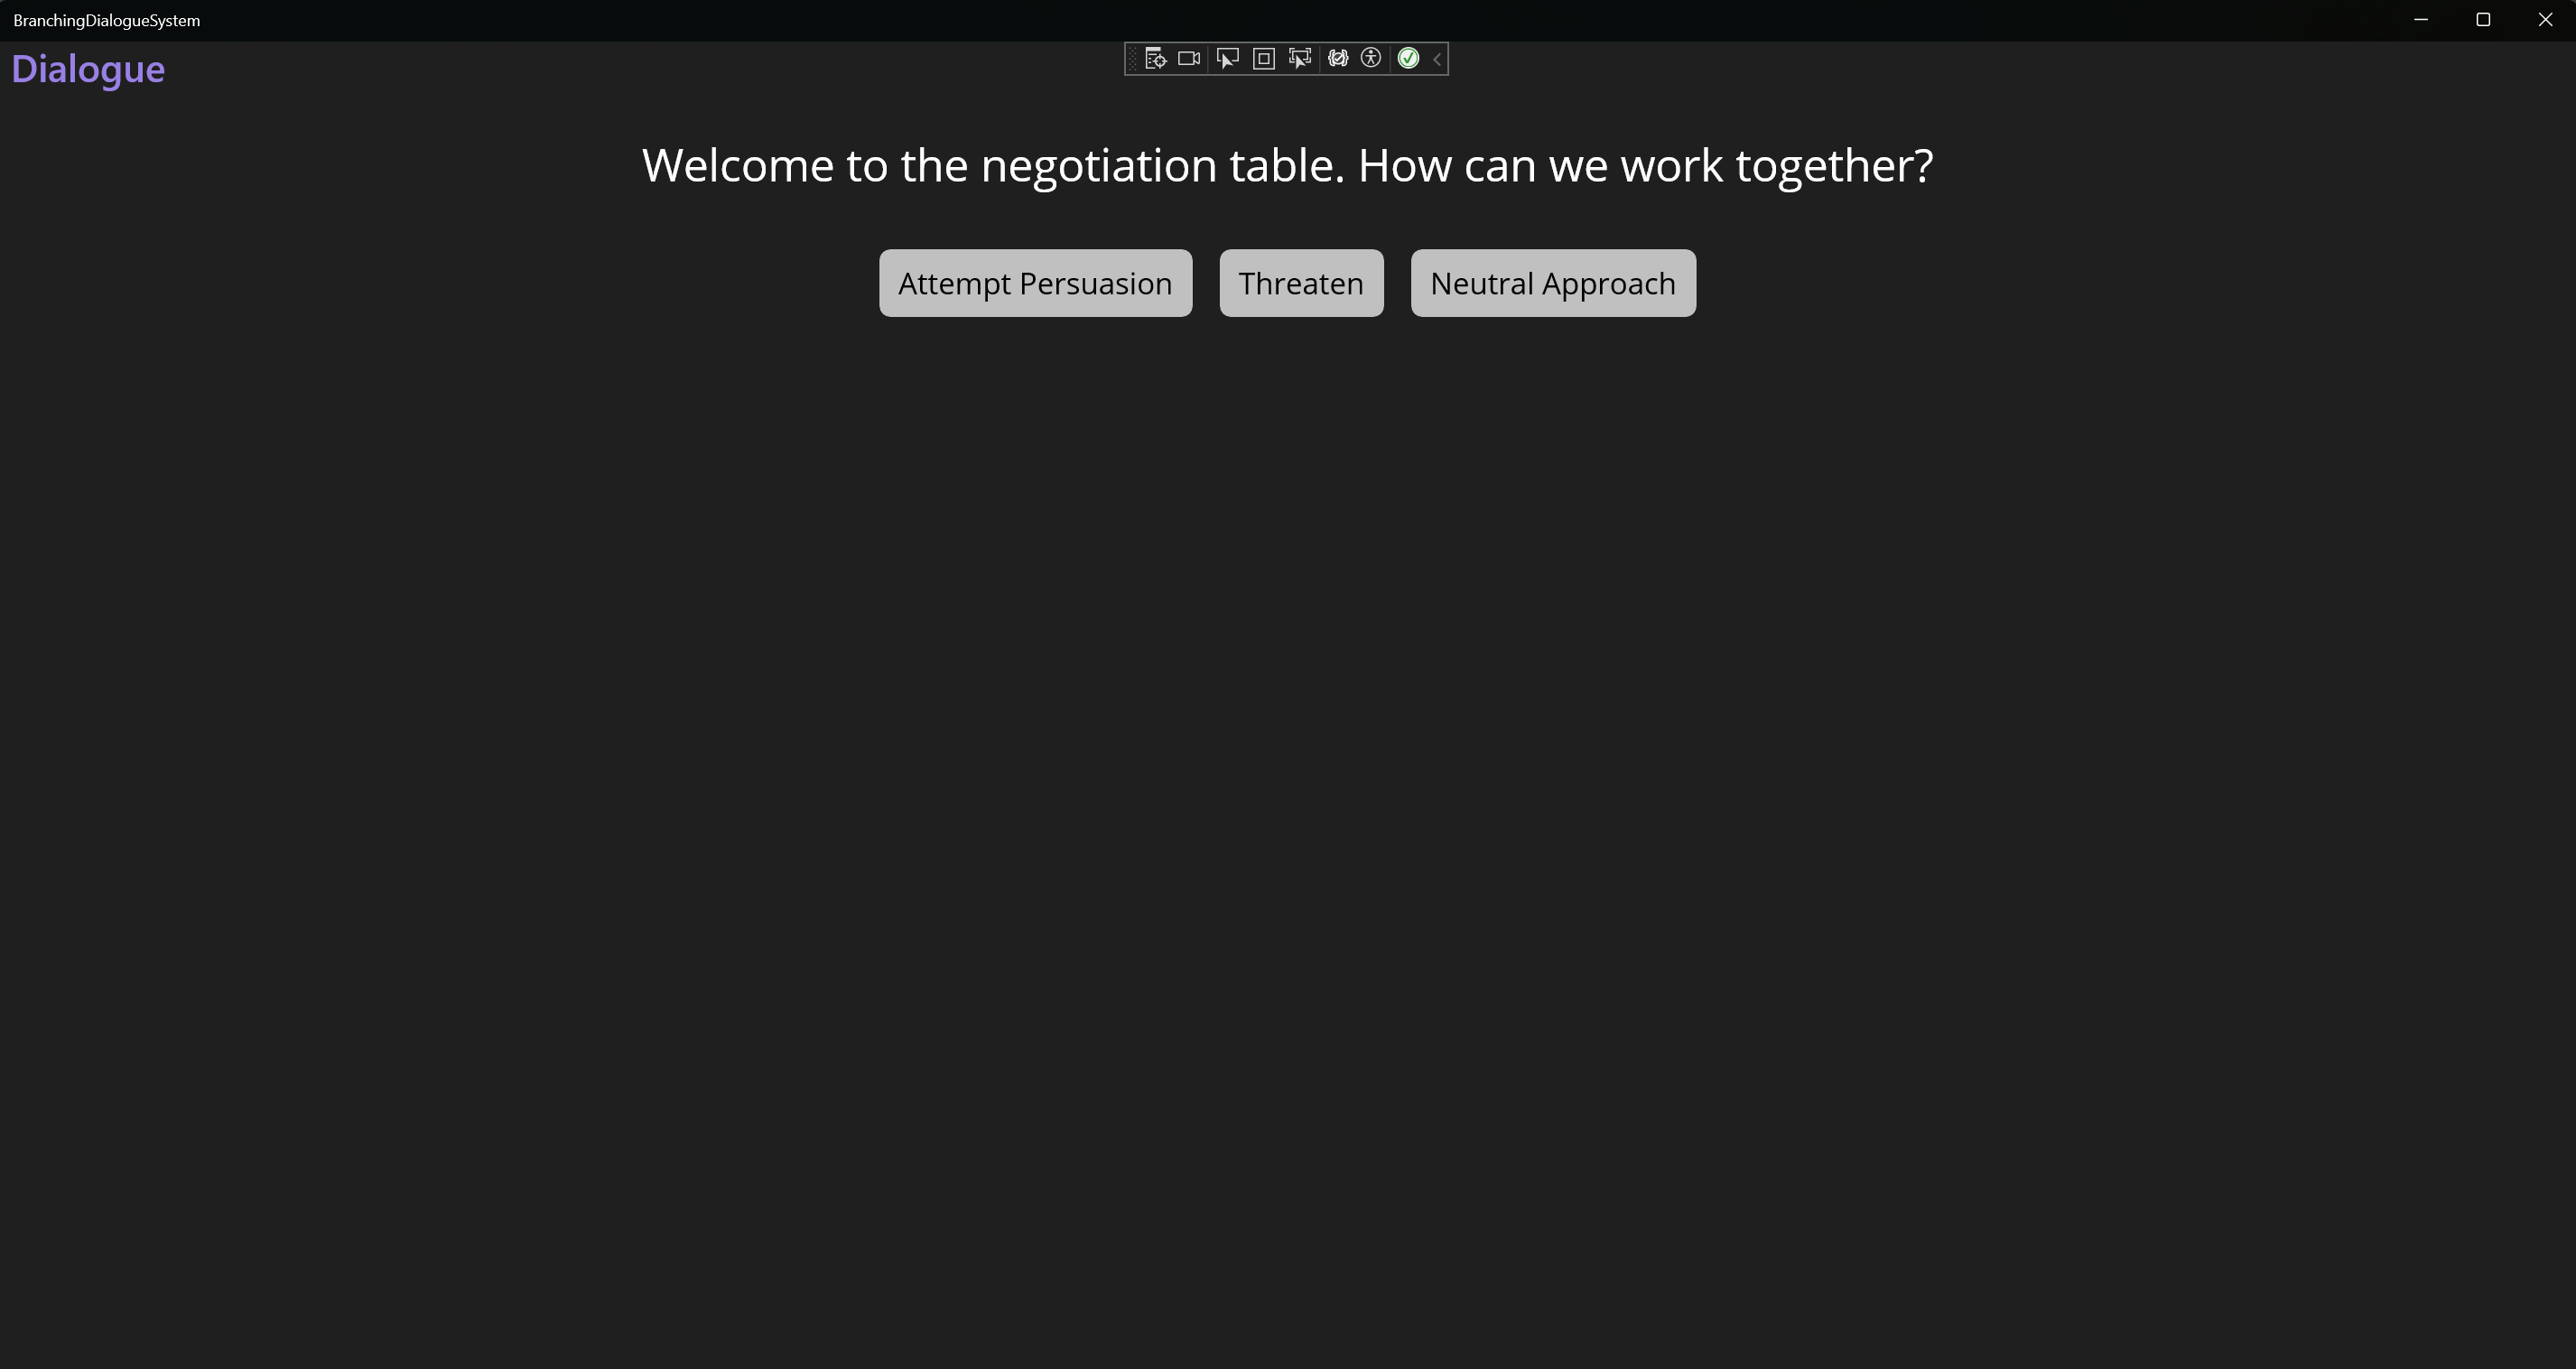 BranchingDialogueSystem
Dialogue
Welcome to the negotiation table. How can we work together?
Attempt Persuasion
Threaten
Neutral Approach